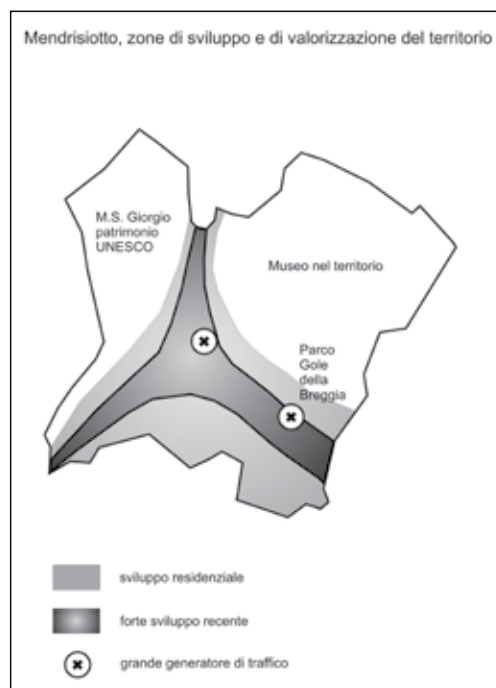 Mendrisiotto, zone di sviluppo e di valorizzazione del territorio
M.S. Giorgio
patrimonio
UNESCO
Museo nel territorio
Parco
Gole
della
Breggia
sviluppo residenziale
forte sviluppo recente
grande generatore di traffico